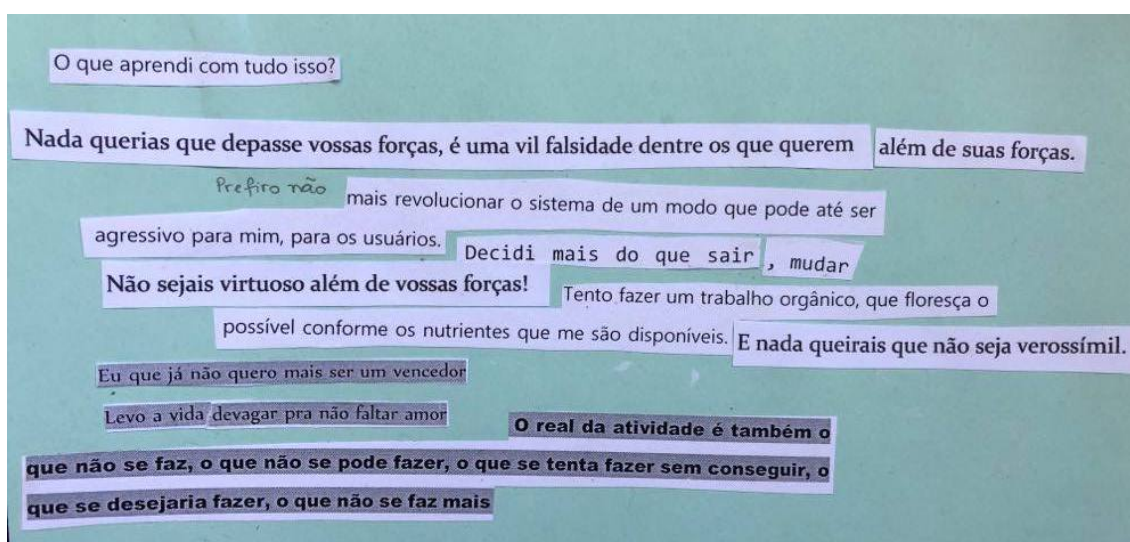 O que aprendi com tudo isso?
Nada querias que depasse vossas forças, é uma vil falsidade dentre os que querem além de suas forças.
Prefiro não mais revolucionar o sistema de um modo que pode até ser
agressivo para mim, para os usuários. Decidi mais do que sair , mudar
Não sejais virtuoso além de vossas forças! Tento fazer um trabalho orgânico, que floresça o
possível conforme os nutrientes que me são disponíveis. E nada queirais que não seja verossímil.
Eu que já não quero mais ser um vencedor
Levo a vida devagar pra não faltar amor
O real da atividade é também o
que não se faz, o que não se pode fazer, o que se tenta fazer sem conseguir, o
que se desejaria fazer, o que não se faz mais